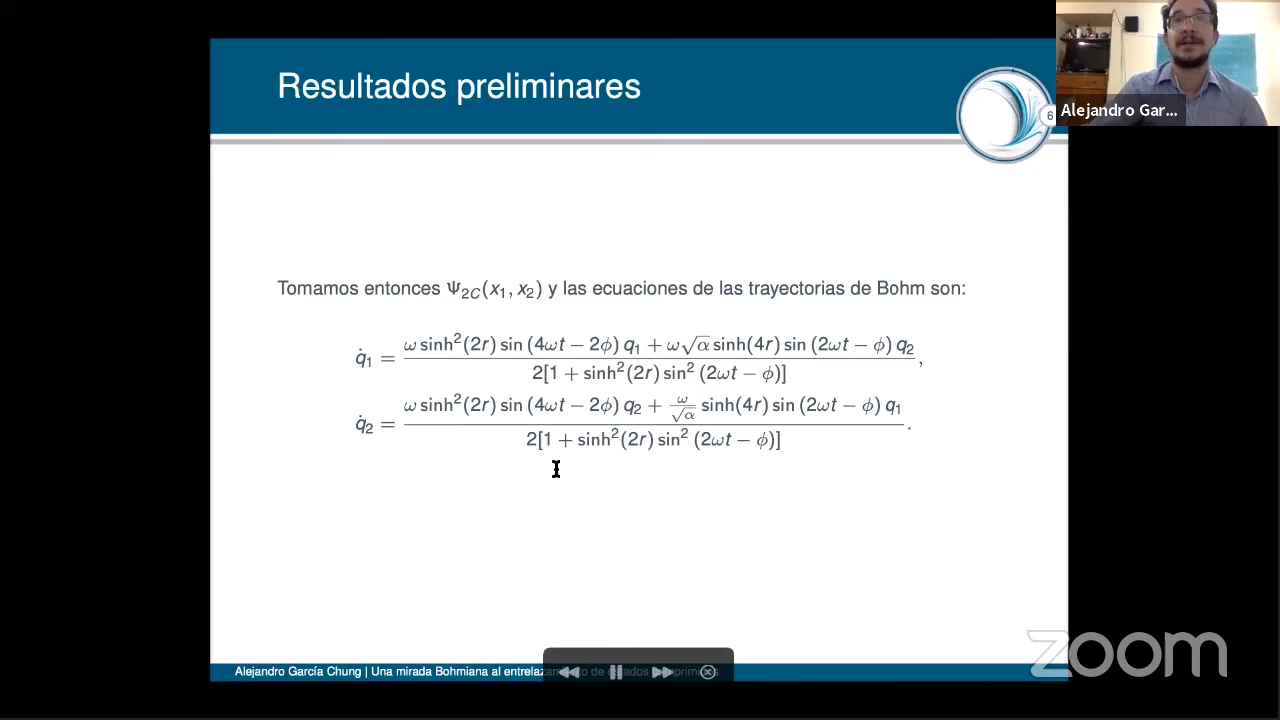 Resultados preliminares
6
Alejandro Gar...
Tomamos entonces Ψ₂C(x₁, x₂) y las ecuaciones de las trayectorias de Bohm son:
q̇₁ = (ω sinh²(2r) sin (4ωt − 2ϕ) q₁ + ω√α sinh(4r) sin (2ωt − ϕ) q₂) / (2[1 + sinh²(2r) sin² (2ωt − ϕ)]),
q̇₂ = (ω sinh²(2r) sin (4ωt − 2ϕ) q₂ + ω/√α sinh(4r) sin (2ωt − ϕ) q₁) / (2[1 + sinh²(2r) sin² (2ωt − ϕ)]).
Alejandro García Chung | Una mirada Bohmiana al entrelazamiento de estados
zoom